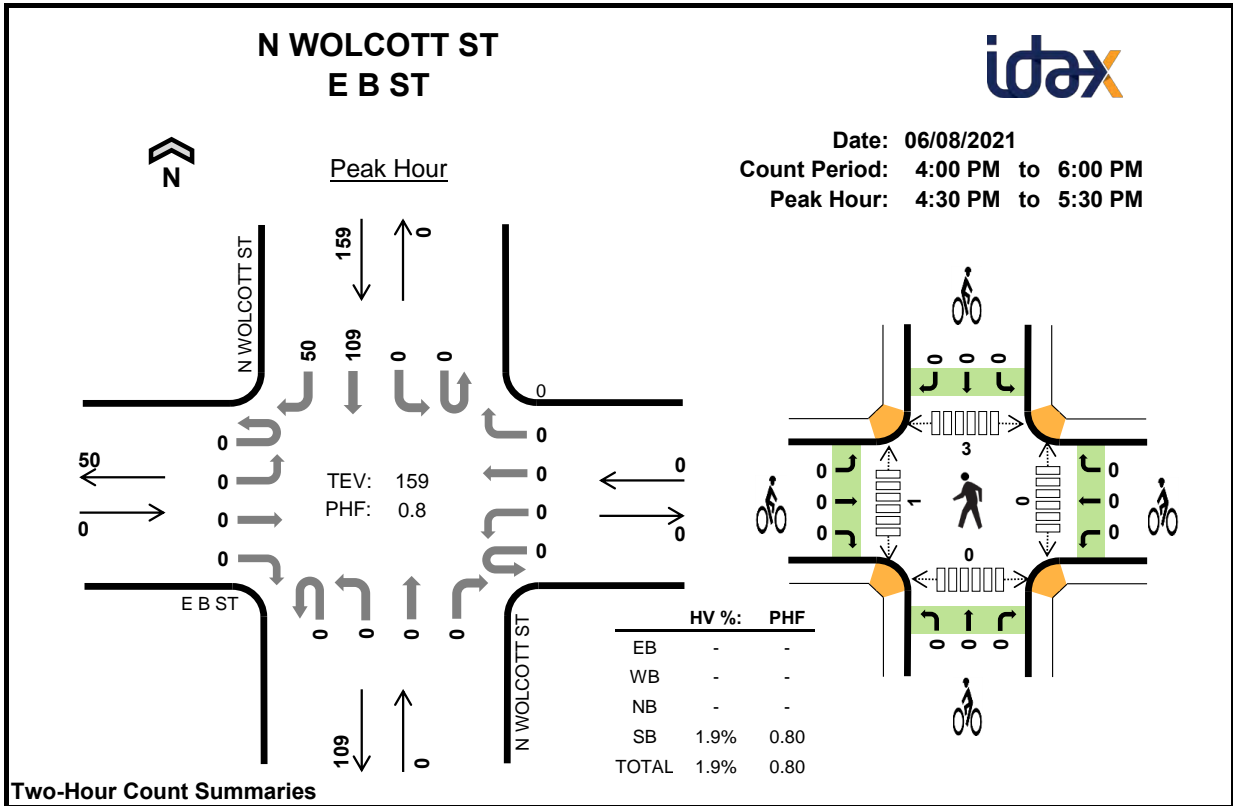 N WOLCOTT ST
E B ST
idax
Date: 06/08/2021
Count Period: 4:00 PM to 6:00 PM
Peak Hour: 4:30 PM to 5:30 PM
N
Peak Hour
159
0
N WOLCOTT ST
50
109
0
0
0
0
0
0
0
0
0
0
0
50
0
0
0
TEV: 159
PHF: 0.8
E B ST
0
0
0
0
N WOLCOTT ST
109
0
HV %: PHF
EB - -
WB - -
NB - -
SB 1.9% 0.80
TOTAL 1.9% 0.80
0 0 0
3
0
0
0
1
0
0
0
0
0
0 0 0
Two-Hour Count Summaries